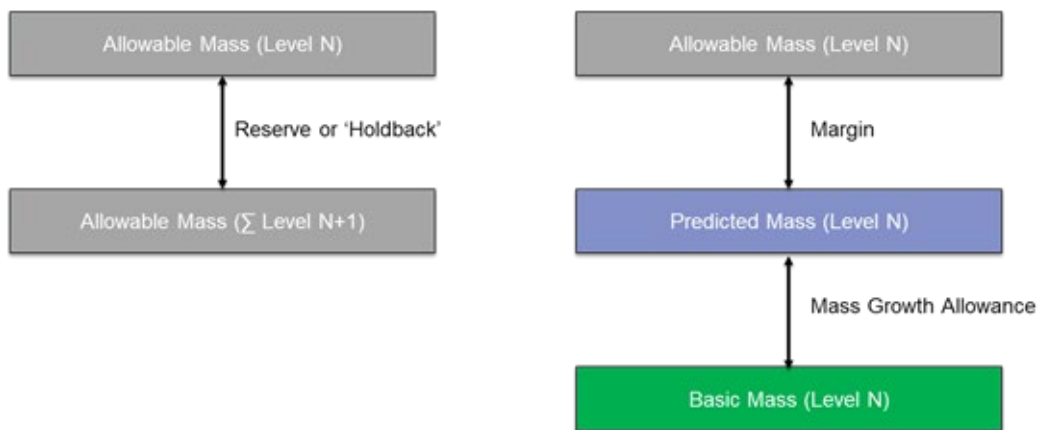 Allowable Mass (Level N)
Reserve or ‘Holdback’
Allowable Mass (∑ Level N+1)
Allowable Mass (Level N)
Margin
Predicted Mass (Level N)
Mass Growth Allowance
Basic Mass (Level N)